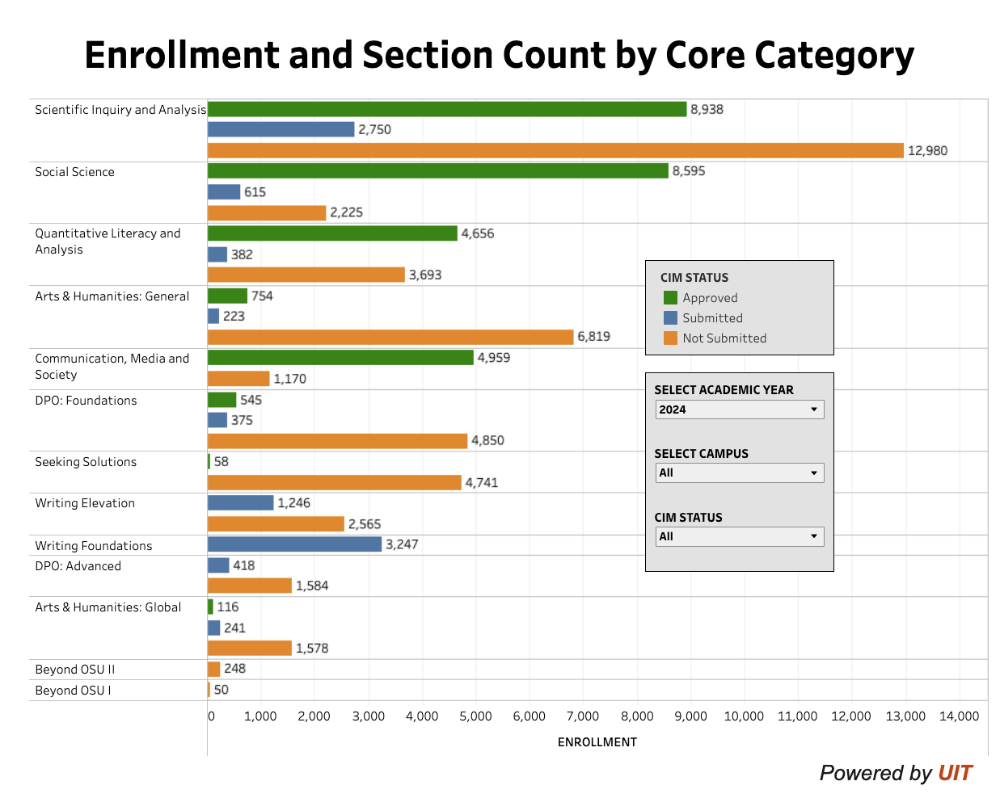 Enrollment and Section Count by Core Category
Scientific Inquiry and Analysis
8,938
2,750
12,980
Social Science
8,595
615
2,225
Quantitative Literacy and
Analysis
4,656
382
3,693
Arts & Humanities: General
754
223
6,819
Communication, Media and
Society
4,959
1,170
DPO: Foundations
545
375
4,850
Seeking Solutions
58
4,741
Writing Elevation
1,246
2,565
Writing Foundations
3,247
DPO: Advanced
418
1,584
Arts & Humanities: Global
116
241
1,578
Beyond OSU II
248
Beyond OSU I
50
0 1,000 2,000 3,000 4,000 5,000 6,000 7,000 8,000 9,000 10,000 11,000 12,000 13,000 14,000
ENROLLMENT
CIM STATUS
Approved
Submitted
Not Submitted
SELECT ACADEMIC YEAR
2024
SELECT CAMPUS
All
CIM STATUS
All
Powered by UIT